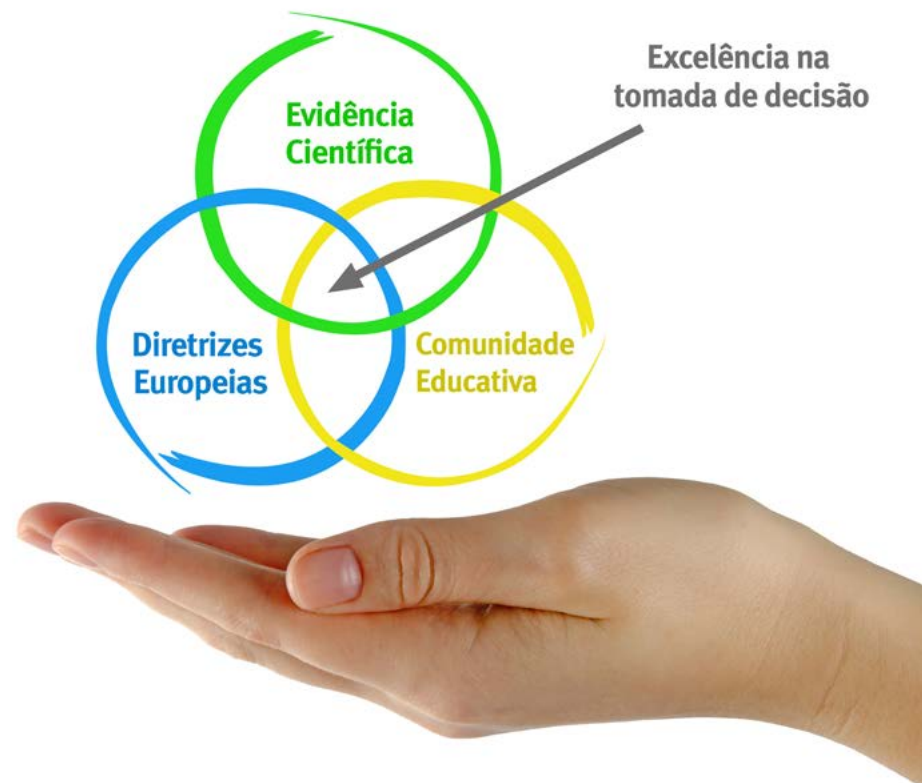 Excelência na
tomada de decisão
Evidência
Científica
Diretrizes
Europeias
Comunidade
Educativa